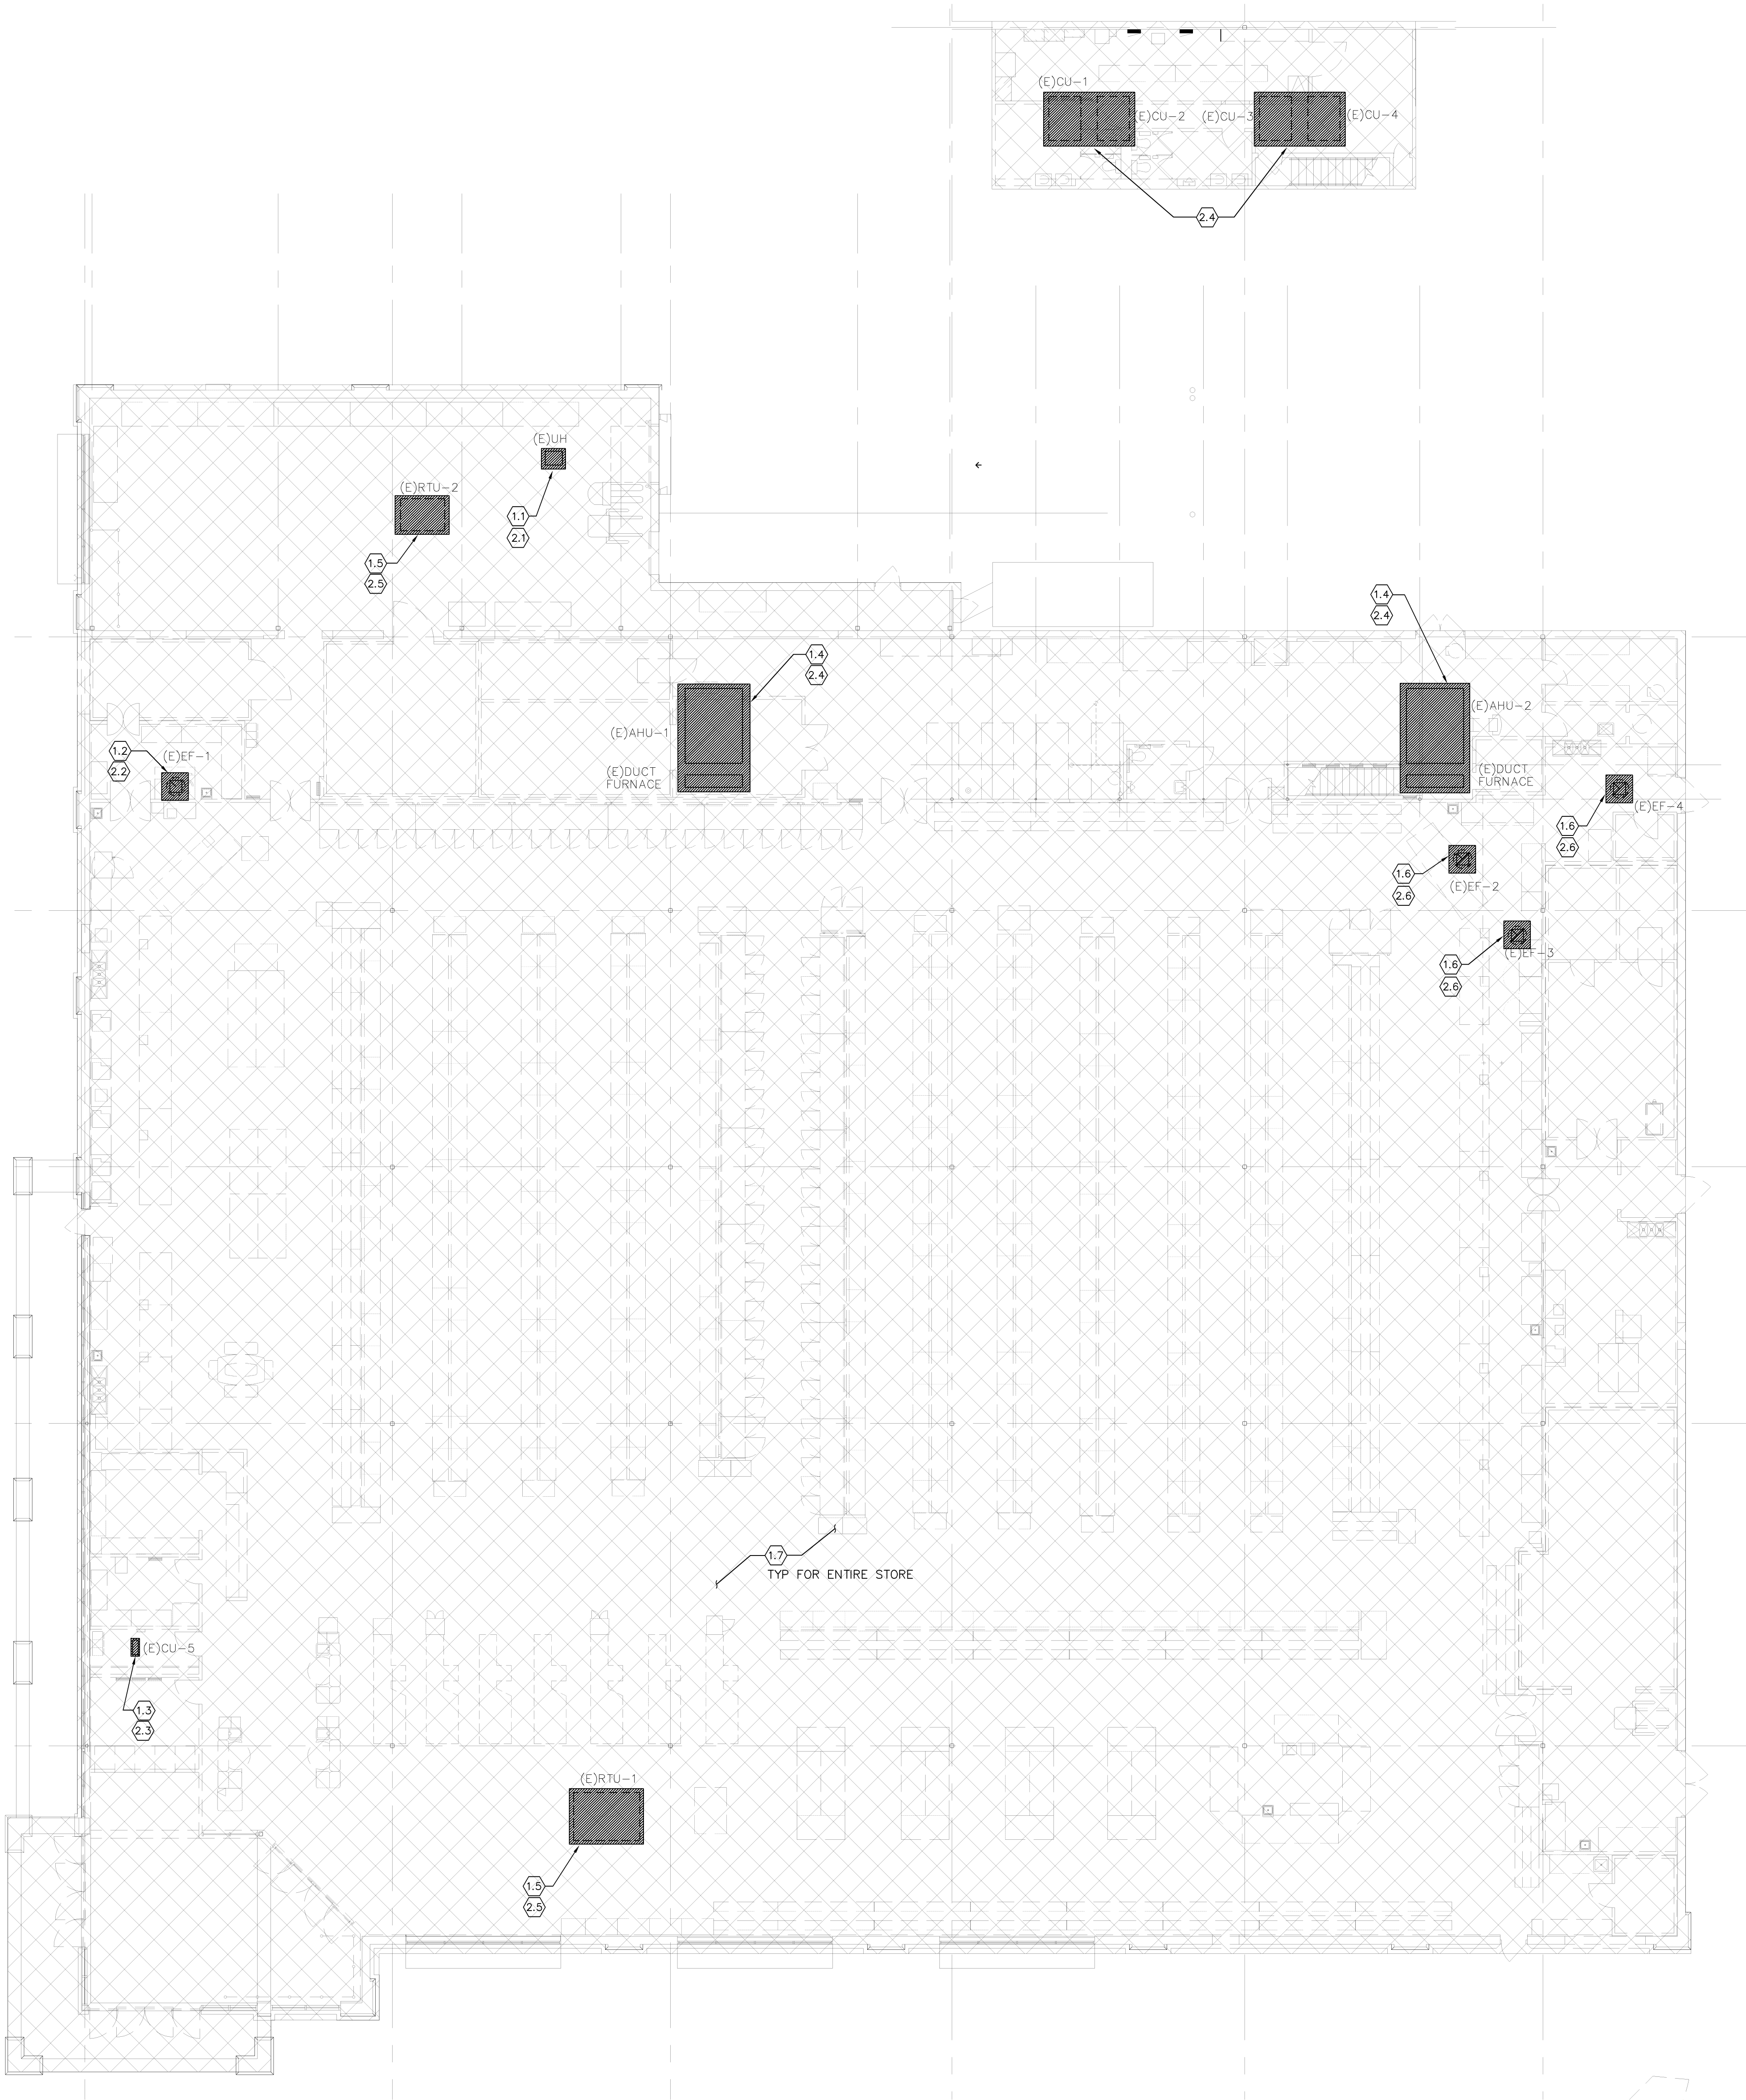 (E)CU-1
(E)CU-2
(E)CU-3
(E)CU-4
2.4
(E)UH
(E)RTU-2
1.1
2.1
1.5
2.5
1.4
2.4
1.4
2.4
(E)AHU-1
(E)DUCT
FURNACE
(E)AHU-2
(E)DUCT
FURNACE
1.2
2.2
(E)EF-1
(E)EF-4
1.6
2.6
1.6
2.6
(E)EF-2
(E)EF-3
1.6
2.6
1.7
TYP FOR ENTIRE STORE
(E)CU-5
1.3
2.3
(E)RTU-1
1.5
2.5